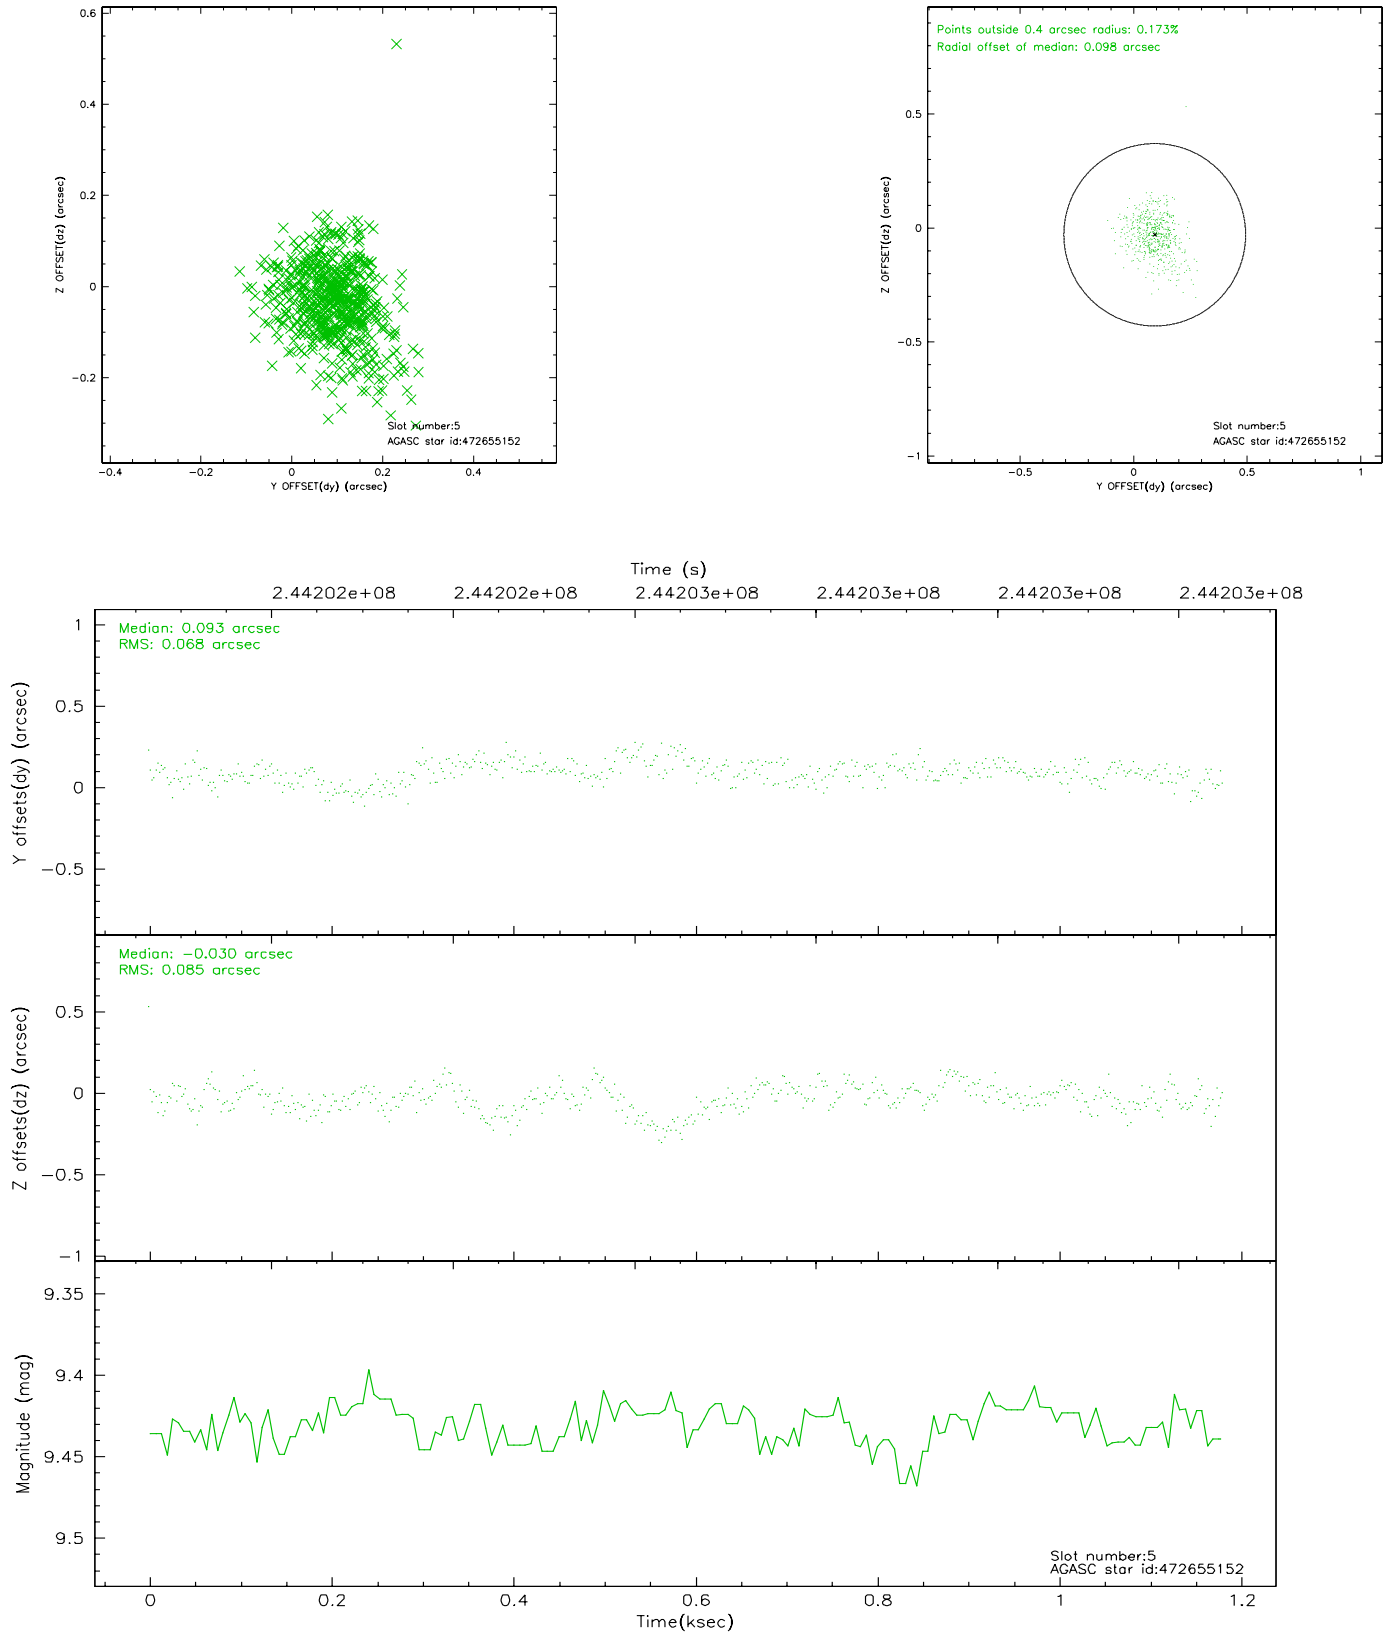 0.6
0.4
0.2
0
−0.2
−0.4
−0.2
0
0.2
0.4
Z OFFSET(dz) (arcsec)
Y OFFSET(dy) (arcsec)
Slot number:5
AGASC star id:472655152
Points outside 0.4 arcsec radius: 0.173%
Radial offset of median: 0.098 arcsec
0.5
0
−0.5
−1
−0.5
0
0.5
1
Z OFFSET(dz) (arcsec)
Y OFFSET(dy) (arcsec)
Slot number:5
AGASC star id:472655152
Time (s)
2.44202e+08 2.44202e+08 2.44203e+08 2.44203e+08 2.44203e+08 2.44203e+08
Median: 0.093 arcsec
RMS: 0.068 arcsec
1
0.5
0
−0.5
Y offsets(dy) (arcsec)
Median: −0.030 arcsec
RMS: 0.085 arcsec
0.5
0
−0.5
−1
Z offsets(dz) (arcsec)
9.35
9.4
9.45
9.5
Magnitude (mag)
Slot number:5
AGASC star id:472655152
0 0.2 0.4 0.6 0.8 1 1.2
Time(ksec)